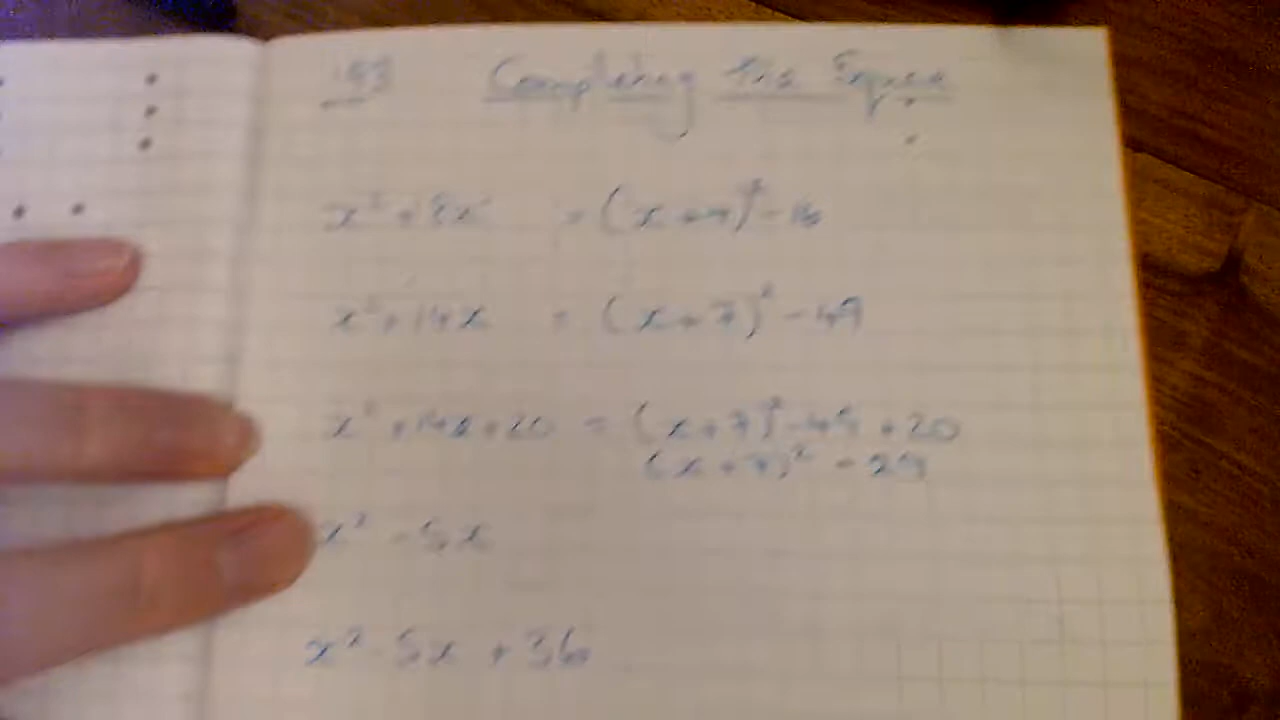 Completing the Square
x² + 8x = (x+4)² - 16
x² + 14x = (x+7)² - 49
x² + 14x + 20 = (x+7)² - 49 + 20
(x+7)² - 29
x² - 5x
x² - 5x + 36